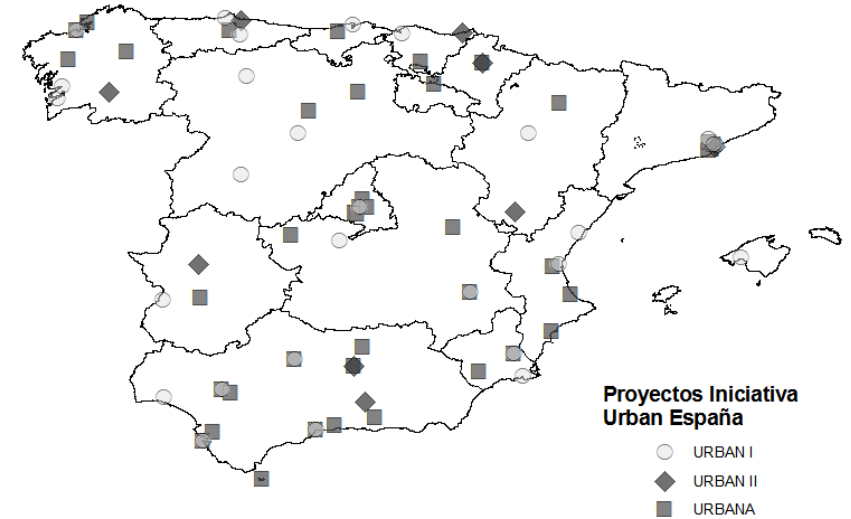 Proyectos Iniciativa
Urban España
URBAN I
URBAN II
URBANA